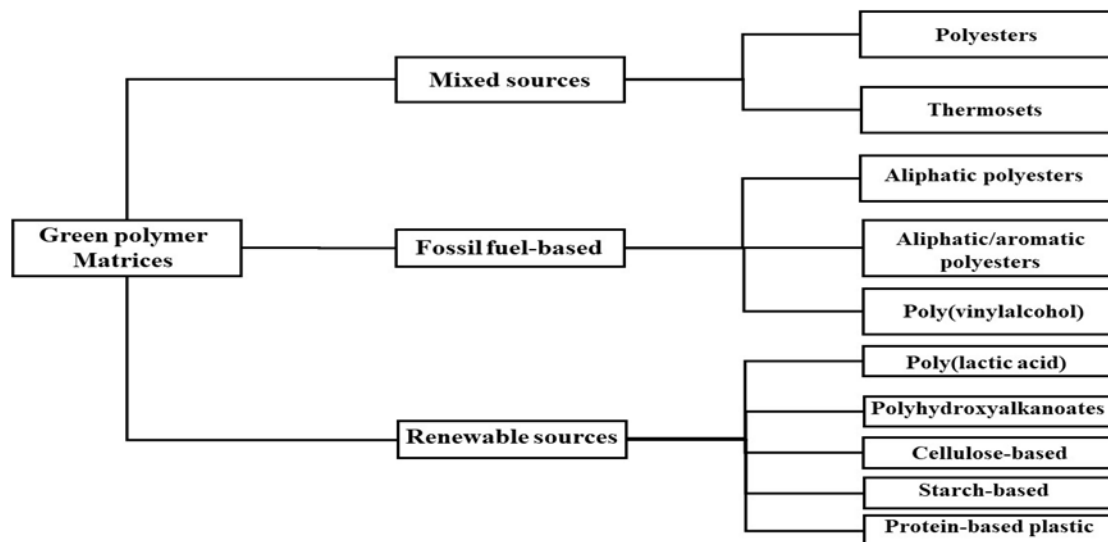 Green polymer
Matrices
Mixed sources
Polyesters
Thermosets
Fossil fuel-based
Aliphatic polyesters
Aliphatic/aromatic
polyesters
Poly(vinylalcohol)
Renewable sources
Poly(lactic acid)
Polyhydroxyalkanoates
Cellulose-based
Starch-based
Protein-based plastic